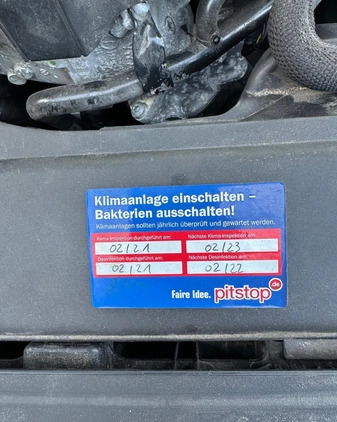 Klimaanlage einschalten –
Bakterien ausschalten!
Klimaanlagen sollten jährlich überprüft und gewartet werden.
Klima Inspektion durchgeführt am: Nächste Klima Inspektion am:
02/21 02/23
Desinfektion durchgeführt am: Nächste Desinfektion am:
02/21 02/22
Faire Idee. pitstop.de